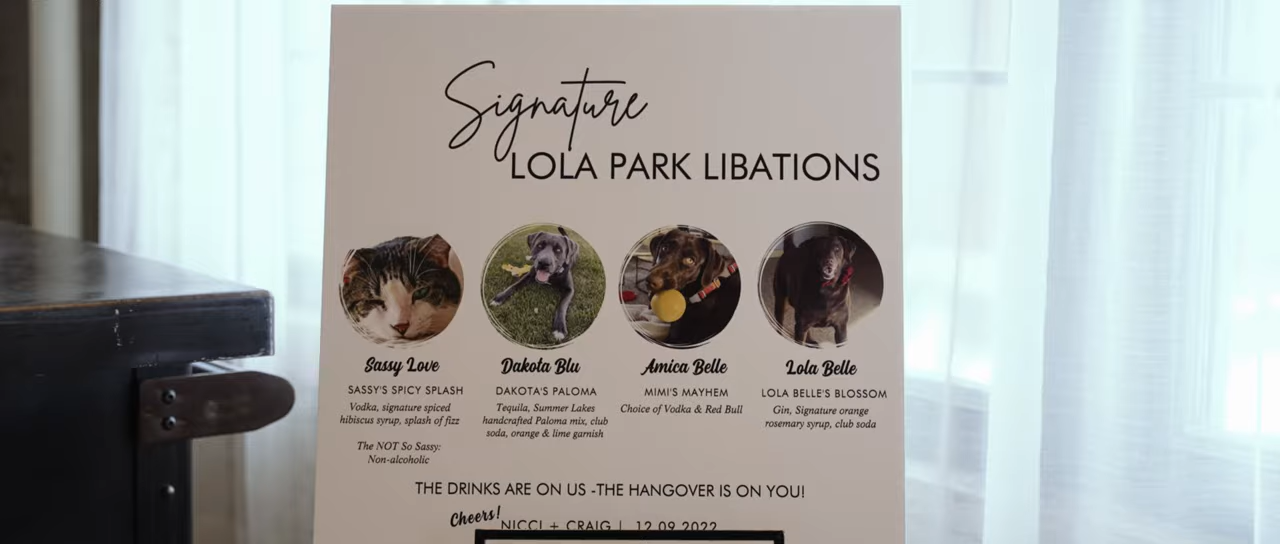 Signature
LOLA PARK LIBATIONS
Sassy Love
SASSY'S SPICY SPLASH
Vodka, signature spiced
hibiscus syrup, splash of fizz
The NOT So Sassy:
Non-alcoholic
Dakota Blu
DAKOTA'S PALOMA
Tequila, Summer Lakes
handcrafted Paloma mix, club
soda, orange & lime garnish
Amica Belle
MIMI'S MAYHEM
Choice of Vodka & Red Bull
Lola Belle
LOLA BELLE'S BLOSSOM
Gin, Signature orange
rosemary syrup, club soda
THE DRINKS ARE ON US -THE HANGOVER IS ON YOU!
Cheers!
NICCI + CRAIG | 12.09.2022